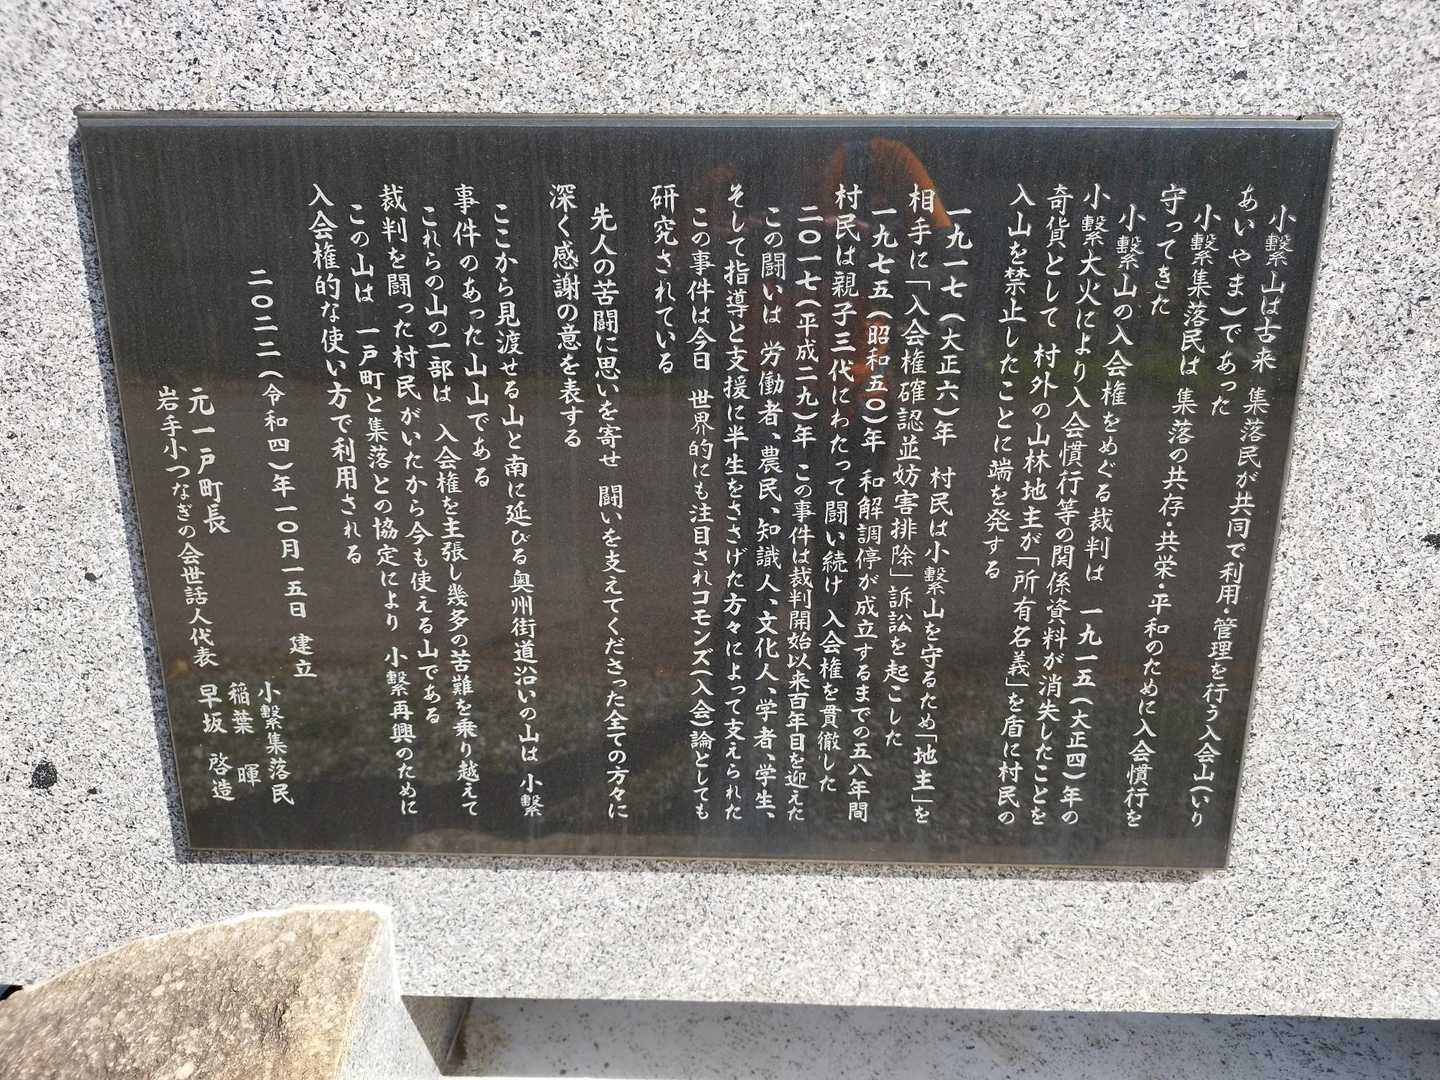 小繋山は古来 集落民が共同で利用・管理を行う入会山(いり
あいやま)であった
小繋集落民は 集落の共存・共栄・平和のために入会慣行を
守ってきた
小繋山の入会権をめぐる裁判は 一九一五(大正四)年の
小繋大火により入会慣行等の関係資料が消失したことを
奇貨として 村外の山林地主が「所有名義」を盾に村民の
入山を禁止したことに端を発する
一九一七(大正六)年 村民は小繋山を守るため「地主」を
相手に「入会権確認並妨害排除」訴訟を起こした
一九七五(昭和五〇)年 和解調停が成立するまでの五八年間
村民は親子三代にわたって闘い続け 入会権を貫徹した
二〇一七(平成二九)年 この事件は裁判開始以来百年目を迎えた
この闘いは 労働者、農民、知識人、文化人、学者、学生、
そして指導と支援に半生をささげた方々によって支えられた
この事件は今日 世界的にも注目されコモンズ(入会)論としても
研究されている
先人の苦闘に思いを寄せ 闘いを支えてくださった全ての方々に
深く感謝の意を表する
ここから見渡せる山と南に延びる奥州街道沿いの山は 小繋
事件のあった山山である
これらの山の一部は 入会権を主張し幾多の苦難を乗り越えて
裁判を闘った村民がいたから今も使える山である
この山は 一戸町と集落との協定により 小繋再興のために
入会権的な使い方で利用される
二〇二二(令和四)年一〇月一五日 建立
小繋集落民
元一戸町長 稲葉 暉
岩手小つなぎの会世話人代表 早坂 啓造